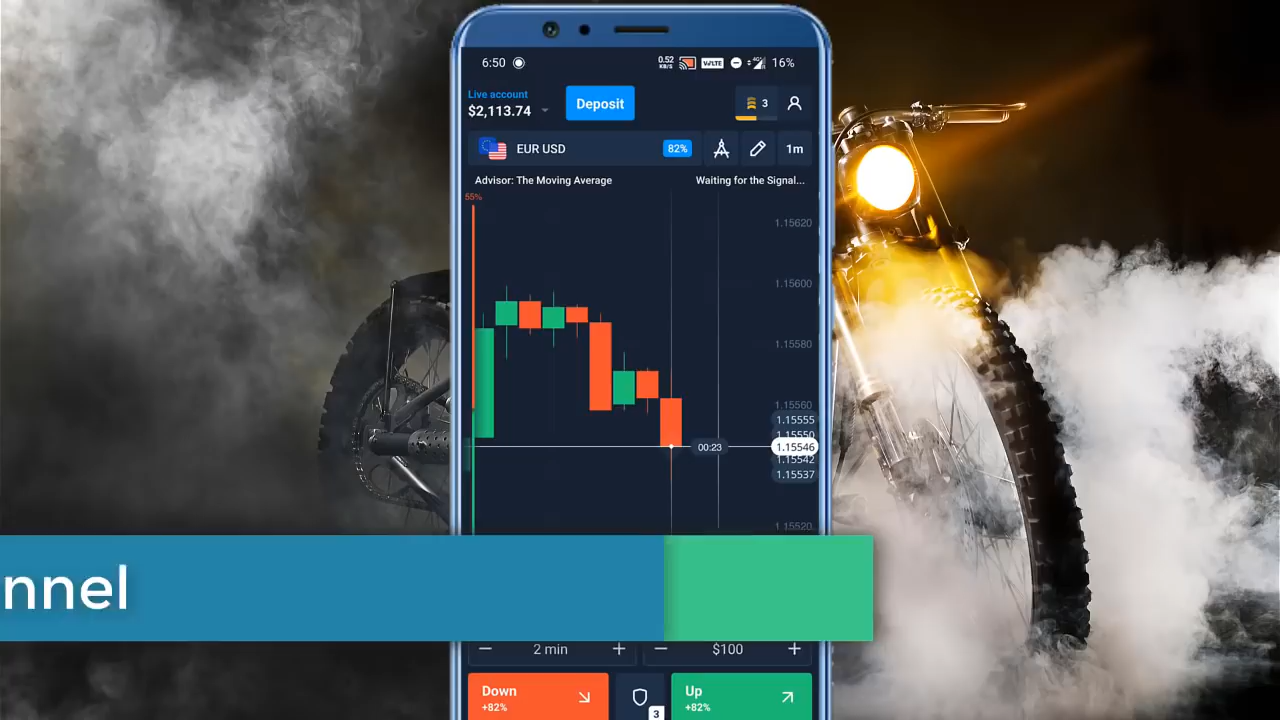 6:50
0.52
KB/S
VoLTE
4G
16%
Live account
$2,113.74
Deposit
3
EUR USD
82%
1m
Advisor: The Moving Average
Waiting for the Signal...
55%
1.15620
1.15600
1.15580
1.15560
1.15555
1.15550
00:23
1.15546
1.15542
1.15537
1.15520
nnel
2 min
$100
Down
+82%
3
Up
+82%